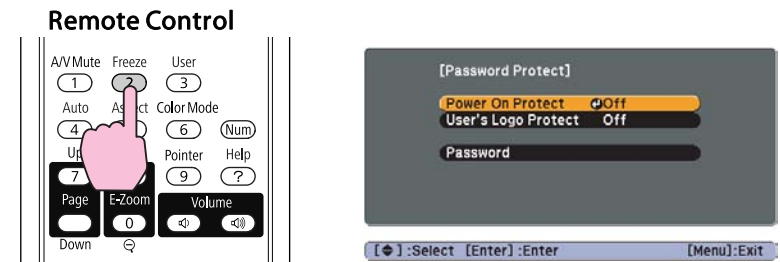 Remote Control
A/V Mute Freeze User
1 2 3
Auto Color Mode
4 6 Num
Pointer Help
7 9 ?
Page E-Zoom Volume
0
Down
[Password Protect]
Power On Protect Off
User's Logo Protect Off
Password
[ ] :Select [Enter] :Enter [Menu]:Exit